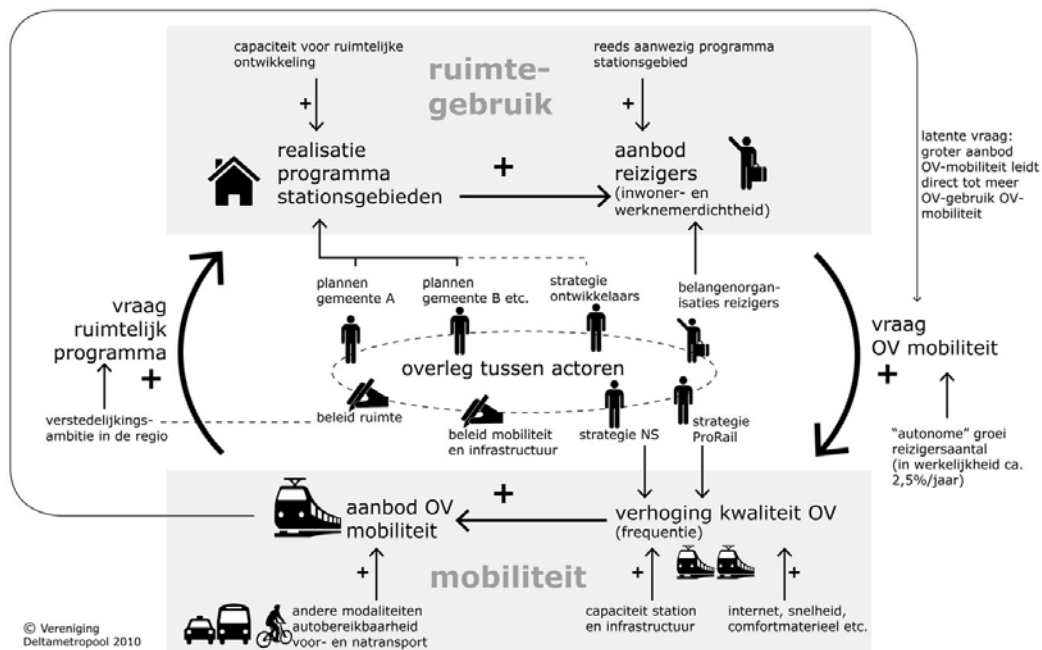 capaciteit voor ruimtelijke
ontwikkeling
ruimte-
gebruik
reeds aanwezig programma
stationsgebied
+
+
realisatie
programma
stationsgebieden
+
aanbod
reizigers
(inwoner- en
werknemerdichtheid)
latente vraag:
groter aanbod
OV-mobiliteit leidt
direct tot meer
OV-gebruik OV-
mobiliteit
plannen
gemeente A
plannen
gemeente B etc.
strategie
ontwikkelaars
belangenorgan-
isaties reizigers
vraag
ruimtelijk
programma
+
vraag
OV mobiliteit
+
overleg tussen actoren
verstedelijkings-
ambitie in de regio
beleid ruimte
beleid mobiliteit
en infrastructuur
strategie NS
strategie
ProRail
"autonome" groei
reizigersaantal
(in werkelijkheid ca.
2,5%/jaar)
aanbod OV
mobiliteit
+
verhoging kwaliteit OV
(frequentie)
+
mobiliteit
+
+
andere modaliteiten
autobereikbaarheid
voor- en natransport
capaciteit station
en infrastructuur
internet, snelheid,
comfortmaterieel etc.
© Vereniging
Deltametropool 2010